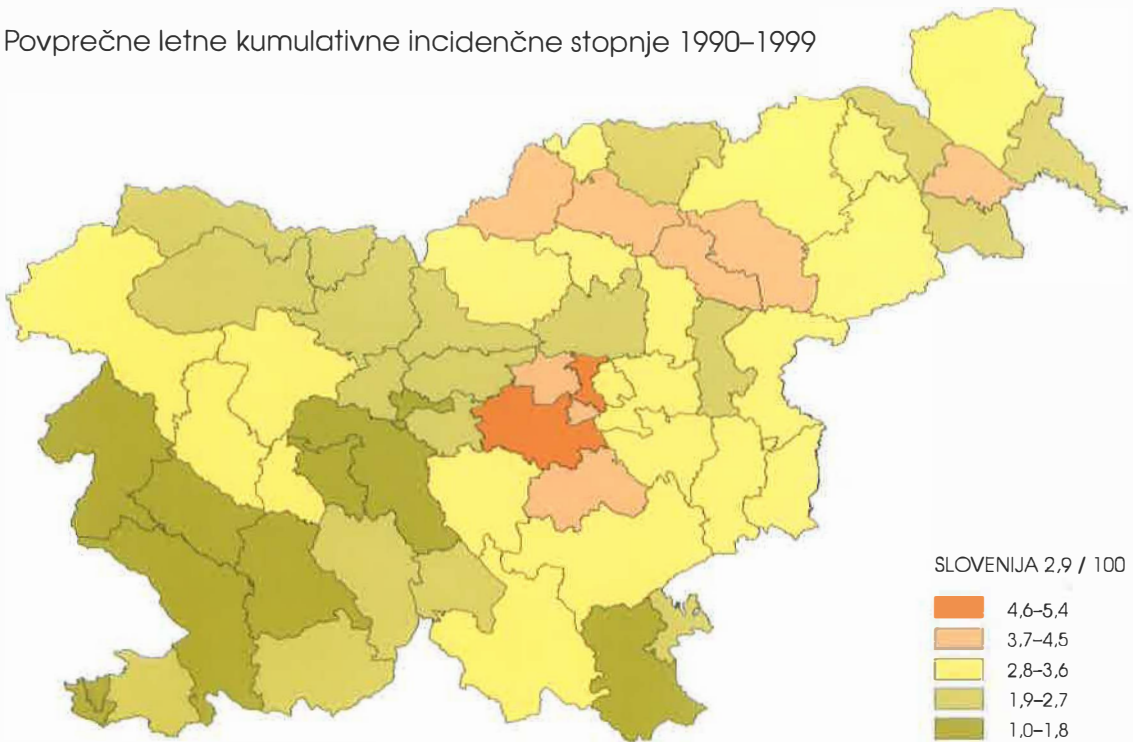 Povprečne letne kumulativne incidenčne stopnje 1990–1999
SLOVENIJA 2,9 / 100
4,6–5,4
3,7–4,5
2,8–3,6
1,9–2,7
1,0–1,8